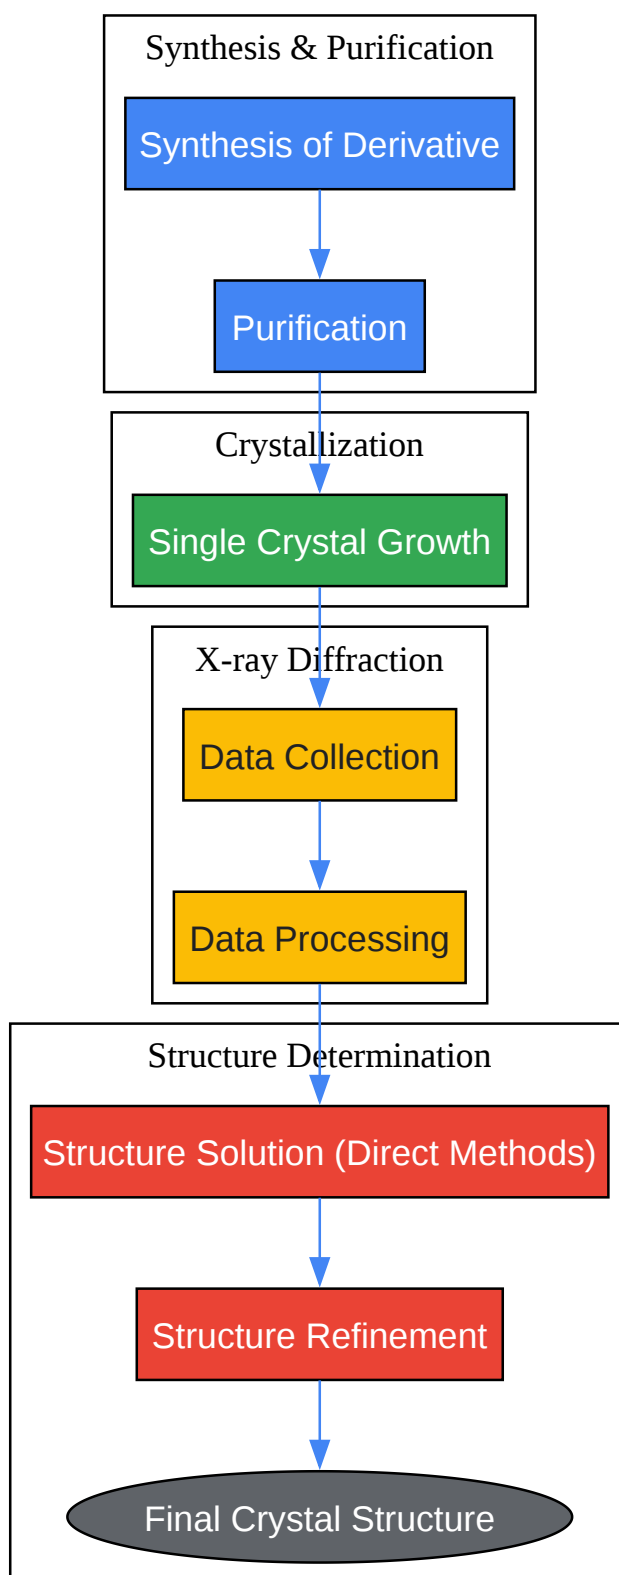 Synthesis & Purification
Synthesis of Derivative
Purification
Crystallization
Single Crystal Growth
X-ray Diffraction
Data Collection
Data Processing
Structure Determination
Structure Solution (Direct Methods)
Structure Refinement
Final Crystal Structure